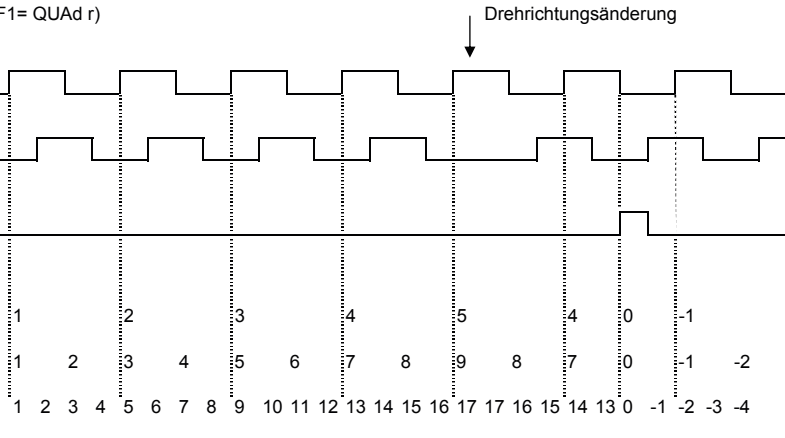 F1= QUAd r)
Drehrichtungsänderung
1 2 3 4 5 4 0 -1
1 2 3 4 5 6 7 8 9 8 7 0 -1 -2
1 2 3 4 5 6 7 8 9 10 11 12 13 14 15 16 17 17 16 15 14 13 0 -1 -2 -3 -4